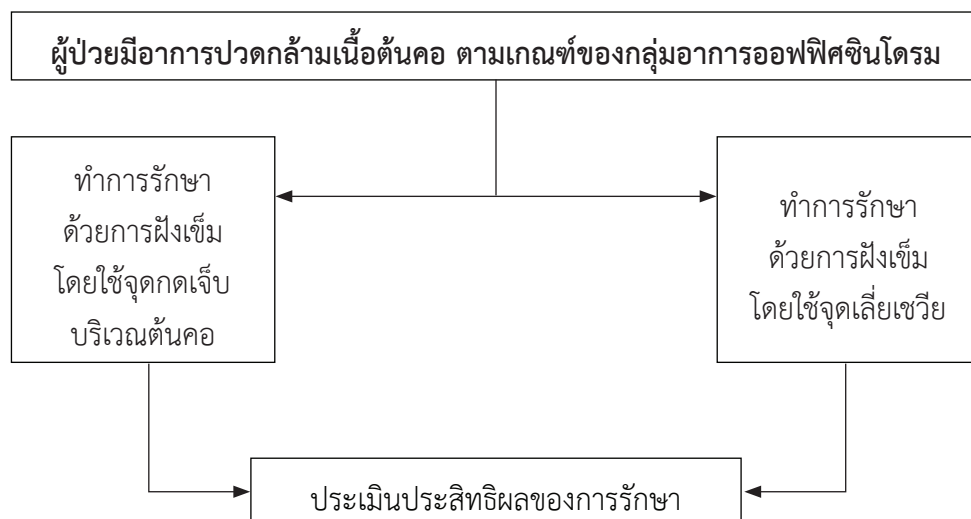 ผู้ป่วยมีอาการปวดกล้ามเนื้อต้นคอ ตามเกณฑ์ของกลุ่มอาการออฟฟิศซินโดรม
ทำการรักษา
ด้วยการฝังเข็ม
โดยใช้จุดกดเจ็บ
บริเวณต้นคอ
ทำการรักษา
ด้วยการฝังเข็ม
โดยใช้จุดเลี่ยเชวีย
ประเมินประสิทธิผลของการรักษา